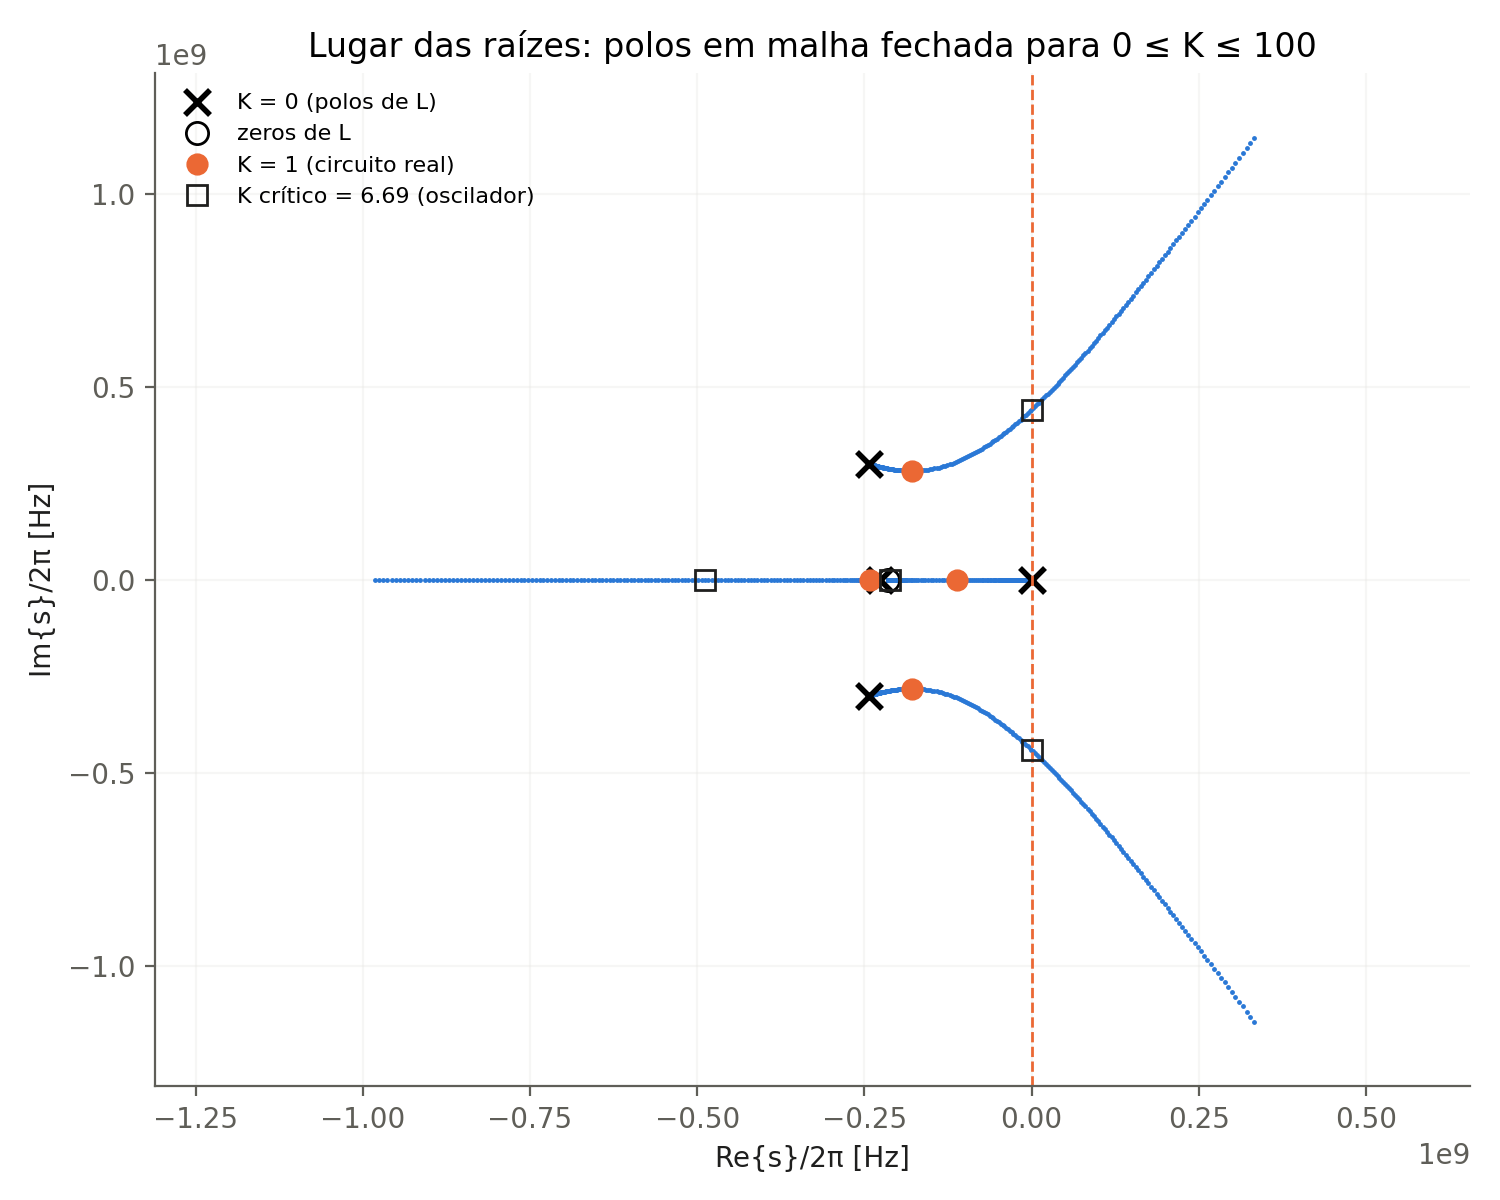 Lugar das raízes: polos em malha fechada para 0 ≤ K ≤ 100
1e9
K = 0 (polos de L)
zeros de L
K = 1 (circuito real)
K crítico = 6.69 (oscilador)
1.0
0.5
0.0
−0.5
−1.0
Im{s}/2π [Hz]
−1.25
−1.00
−0.75
−0.50
−0.25
0.00
0.25
0.50
1e9
Re{s}/2π [Hz]